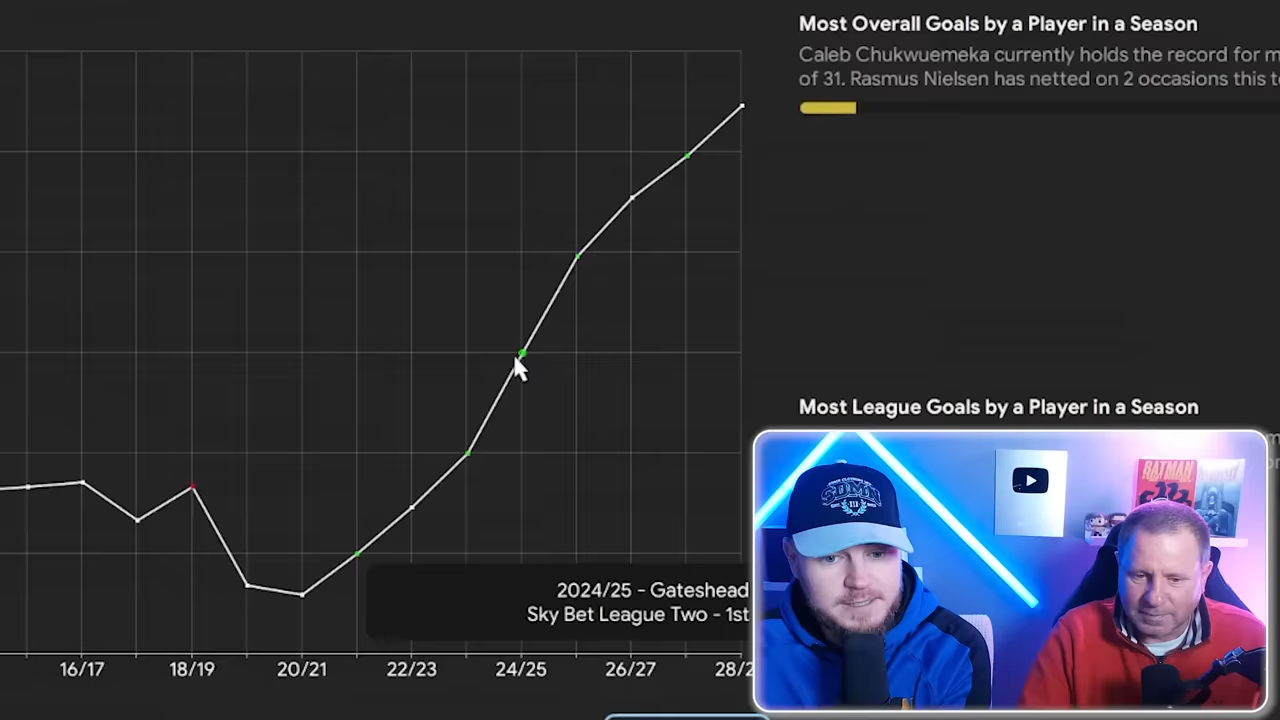 Most Overall Goals by a Player in a Season
Caleb Chukwuemeka currently holds the record for m
of 31. Rasmus Nielsen has netted on 2 occasions this
Most League Goals by a Player in a Season
2024/25 - Gateshead
Sky Bet League Two - 1st
16/17
18/19
20/21
22/23
24/25
26/27
28/2
SDMN
BATMAN